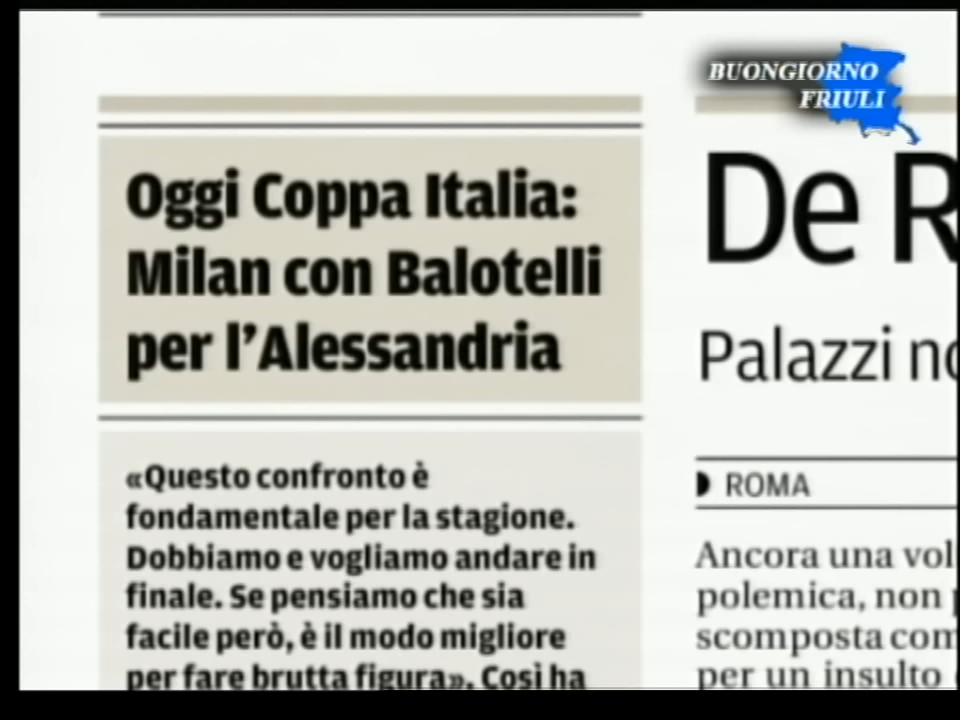 BUONGIORNO
FRIULI
Oggi Coppa Italia:
Milan con Balotelli
per l'Alessandria
«Questo confronto è
fondamentale per la stagione.
Dobbiamo e vogliamo andare in
finale. Se pensiamo che sia
facile però, è il modo migliore
per fare brutta figura». Così ha
De R
Palazzi no
ROMA
Ancora una vol
polemica, non
scomposta com
per un insulto